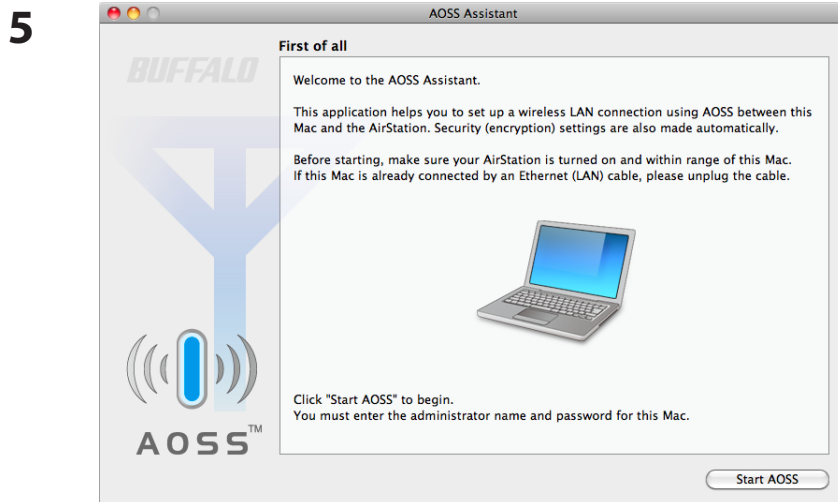 5
AOSS Assistant
BUFFALO
First of all
Welcome to the AOSS Assistant.
This application helps you to set up a wireless LAN connection using AOSS between this
Mac and the AirStation. Security (encryption) settings are also made automatically.
Before starting, make sure your AirStation is turned on and within range of this Mac.
If this Mac is already connected by an Ethernet (LAN) cable, please unplug the cable.
Click "Start AOSS" to begin.
You must enter the administrator name and password for this Mac.
AOSS™
Start AOSS